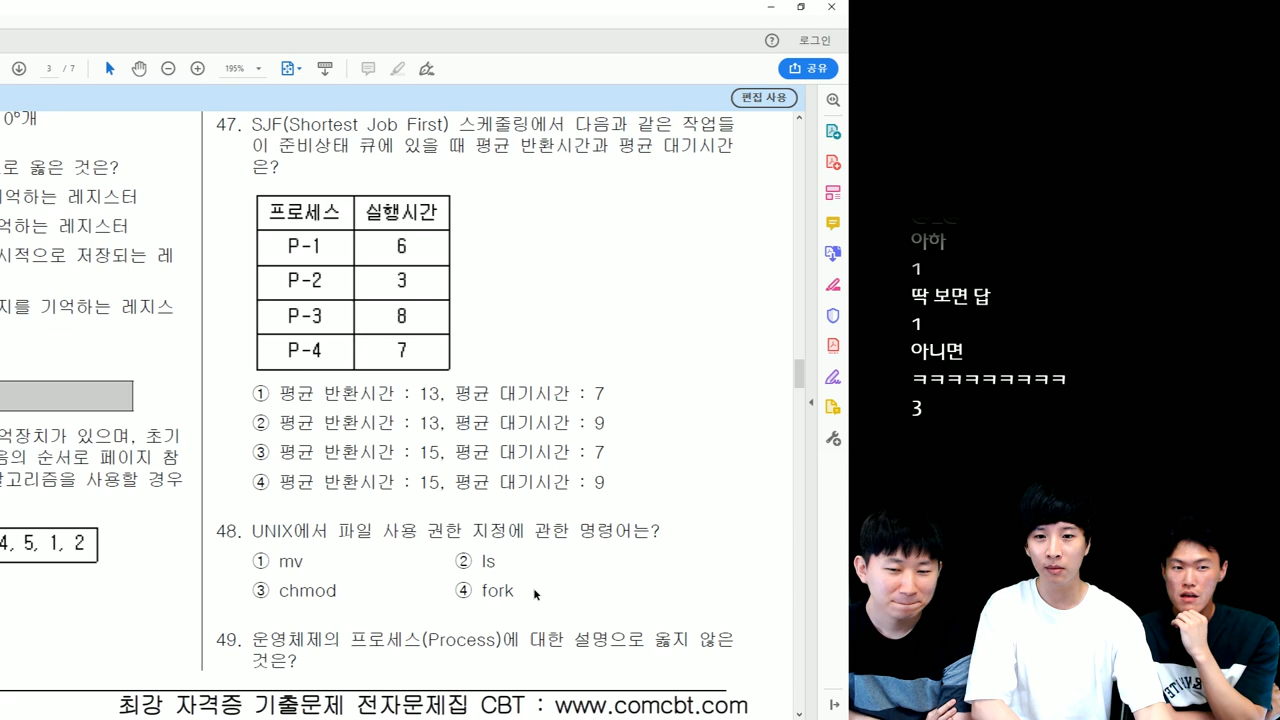 로그인
3 / 7
195%
공유
편집 사용
0°개
로 옳은 것은?
억하는 레지스터
시적으로 저장되는 레
지를 기억하는 레지스
억장치가 있으며, 초기
음의 순서로 페이지 참
알고리즘을 사용할 경우
4, 5, 1, 2
47. SJF(Shortest Job First) 스케줄링에서 다음과 같은 작업들
이 준비상태 큐에 있을 때 평균 반환시간과 평균 대기시간
은?
프로세스 실행시간
P-1 6
P-2 3
P-3 8
P-4 7
① 평균 반환시간 : 13, 평균 대기시간 : 7
② 평균 반환시간 : 13, 평균 대기시간 : 9
③ 평균 반환시간 : 15, 평균 대기시간 : 7
④ 평균 반환시간 : 15, 평균 대기시간 : 9
48. UNIX에서 파일 사용 권한 지정에 관한 명령어는?
① mv ② ls
③ chmod ④ fork
49. 운영체제의 프로세스(Process)에 대한 설명으로 옳지 않은
것은?
최강 자격증 기출문제 전자문제집 CBT : www.comcbt.com
아하
1
딱 보면 답
1
아니면
ㅋㅋㅋㅋㅋㅋㅋㅋㅋ
3